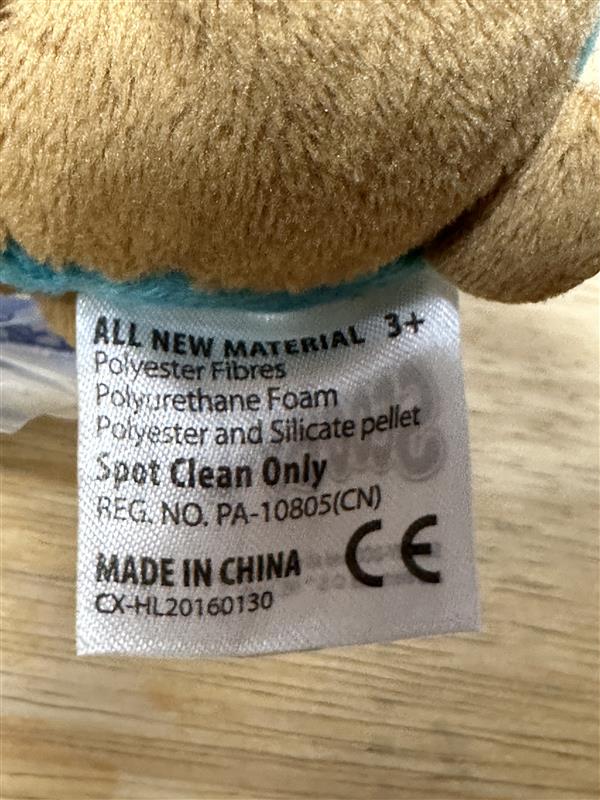 ALL NEW MATERIAL 3+
Polyester Fibres
Polyurethane Foam
Polyester and Silicate pellet
Spot Clean Only
REG. NO. PA-10805(CN)
MADE IN CHINA CE
CX-HL20160130